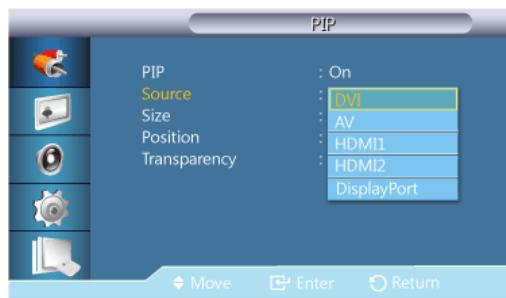 PIP
PIP : On
Source : DVI
Size : AV
Position : HDMI1
Transparency : HDMI2
DisplayPort
Move Enter Return